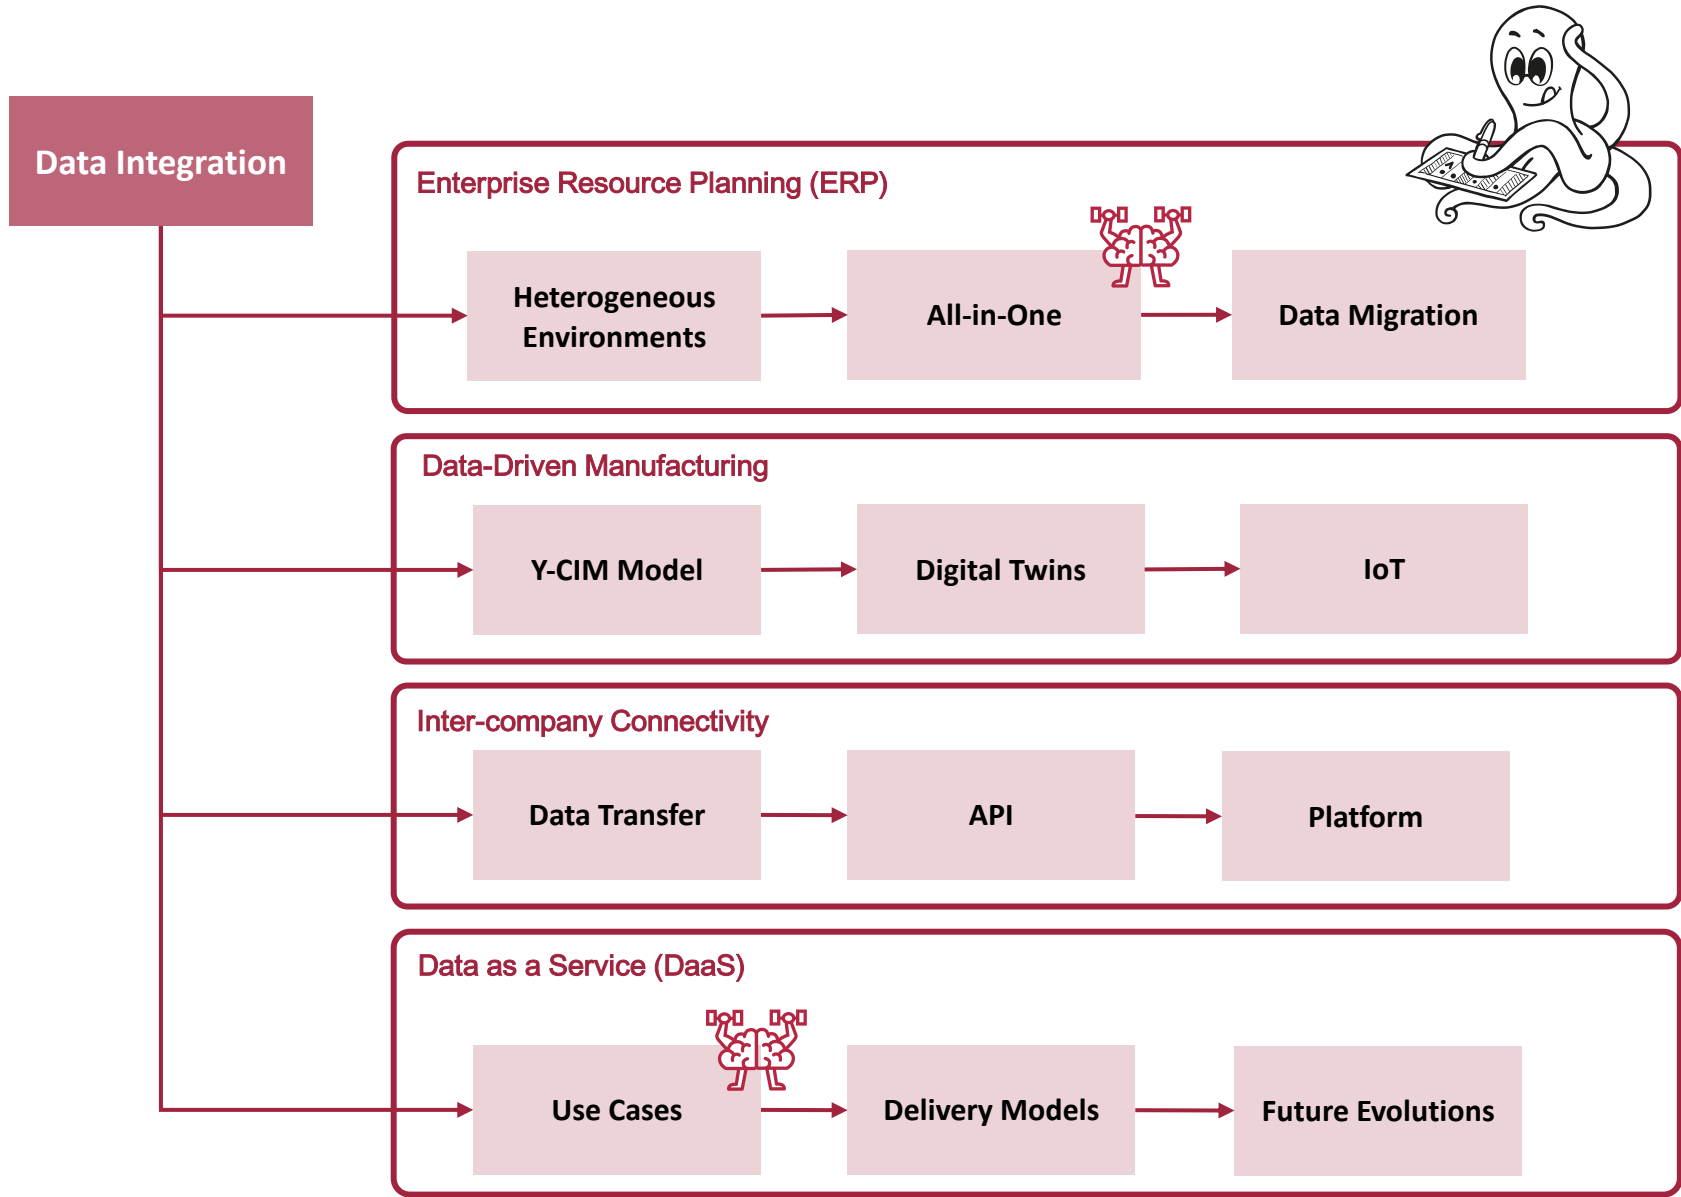 Data Integration
Enterprise Resource Planning (ERP)
Heterogeneous
Environments
All-in-One
Data Migration
Data-Driven Manufacturing
Y-CIM Model
Digital Twins
IoT
Inter-company Connectivity
Data Transfer
API
Platform
Data as a Service (DaaS)
Use Cases
Delivery Models
Future Evolutions